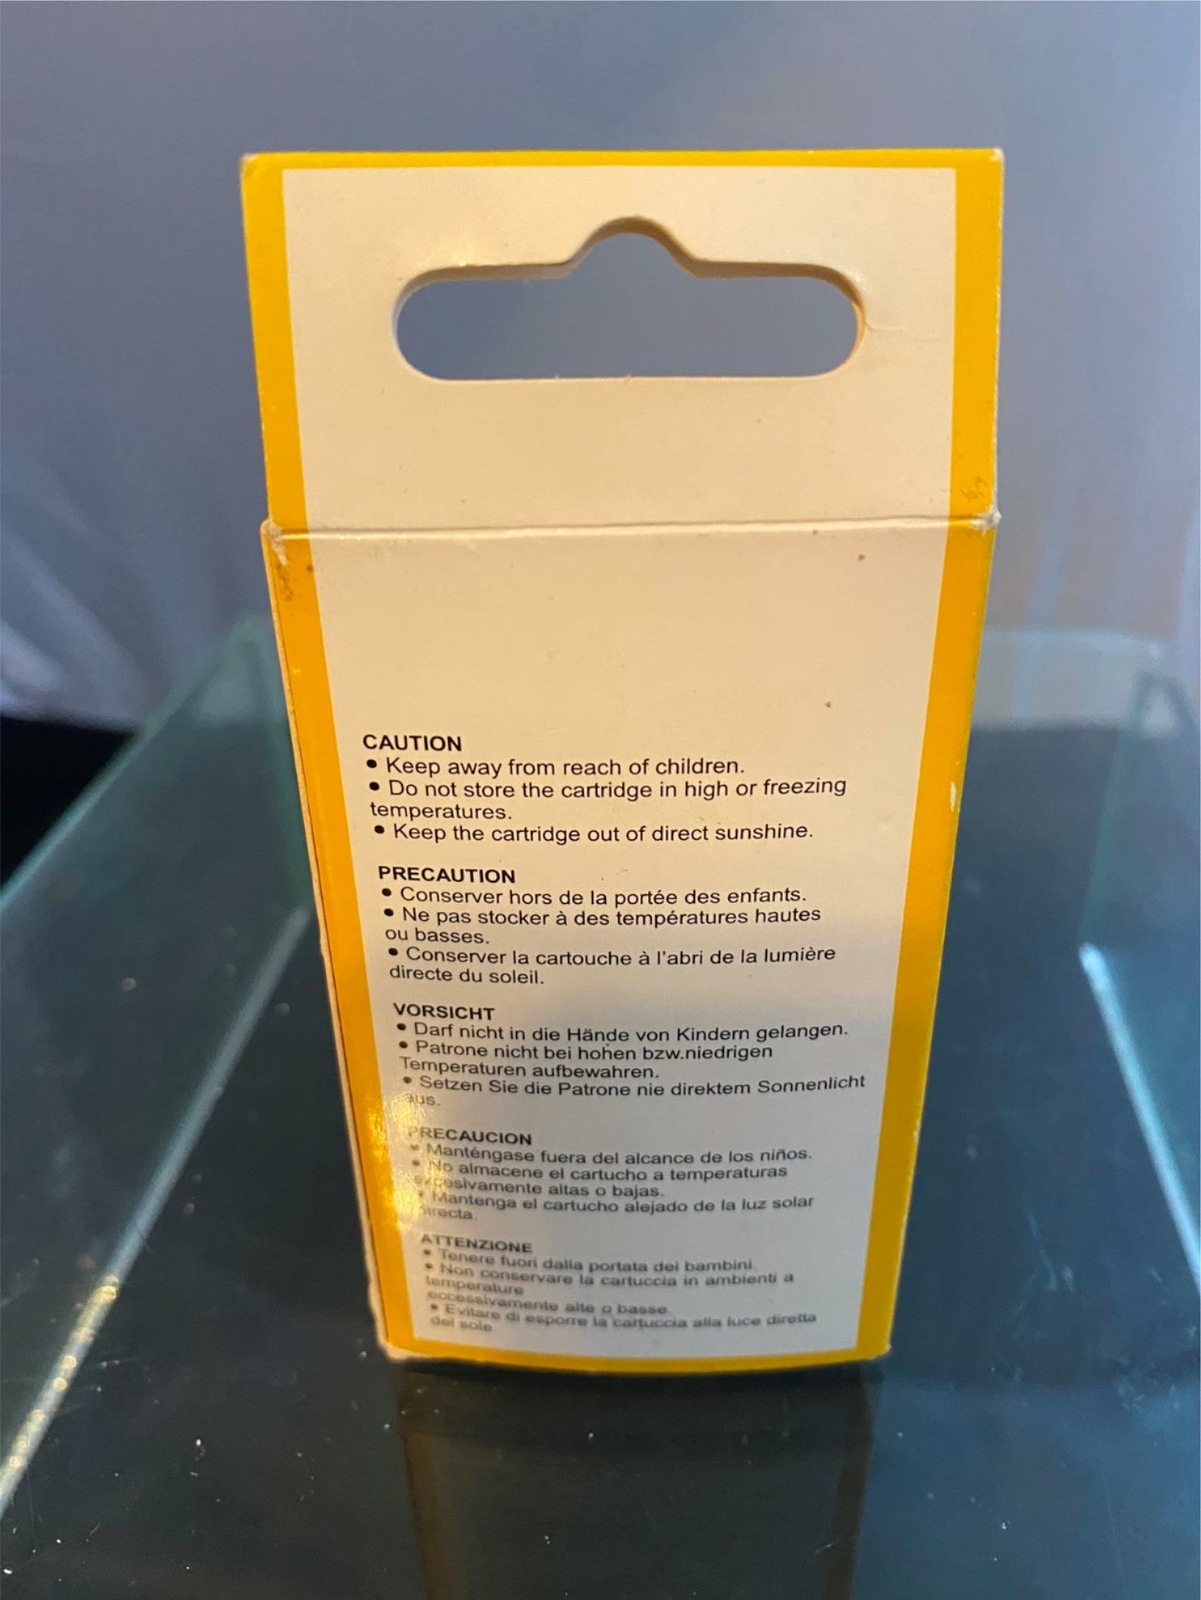 CAUTION
• Keep away from reach of children.
• Do not store the cartridge in high or freezing
temperatures.
• Keep the cartridge out of direct sunshine.
PRECAUTION
• Conserver hors de la portée des enfants.
• Ne pas stocker à des températures hautes
ou basses.
• Conserver la cartouche à l'abri de la lumière
directe du soleil.
VORSICHT
• Darf nicht in die Hände von Kindern gelangen.
• Patrone nicht bei hohen bzw.niedrigen
Temperaturen aufbewahren.
• Setzen Sie die Patrone nie direktem Sonnenlicht
aus.
PRECAUCION
• Manténgase fuera del alcance de los niños.
• No almacene el cartucho a temperaturas
excesivamente altas o bajas.
• Mantenga el cartucho alejado de la luz solar
directa.
ATTENZIONE
• Tenere fuori dalla portata dei bambini.
• Non conservare la cartuccia in ambienti a
temperature
eccessivamente alte o basse.
• Evitare di esporre la cartuccia alla luce diretta
del sole.